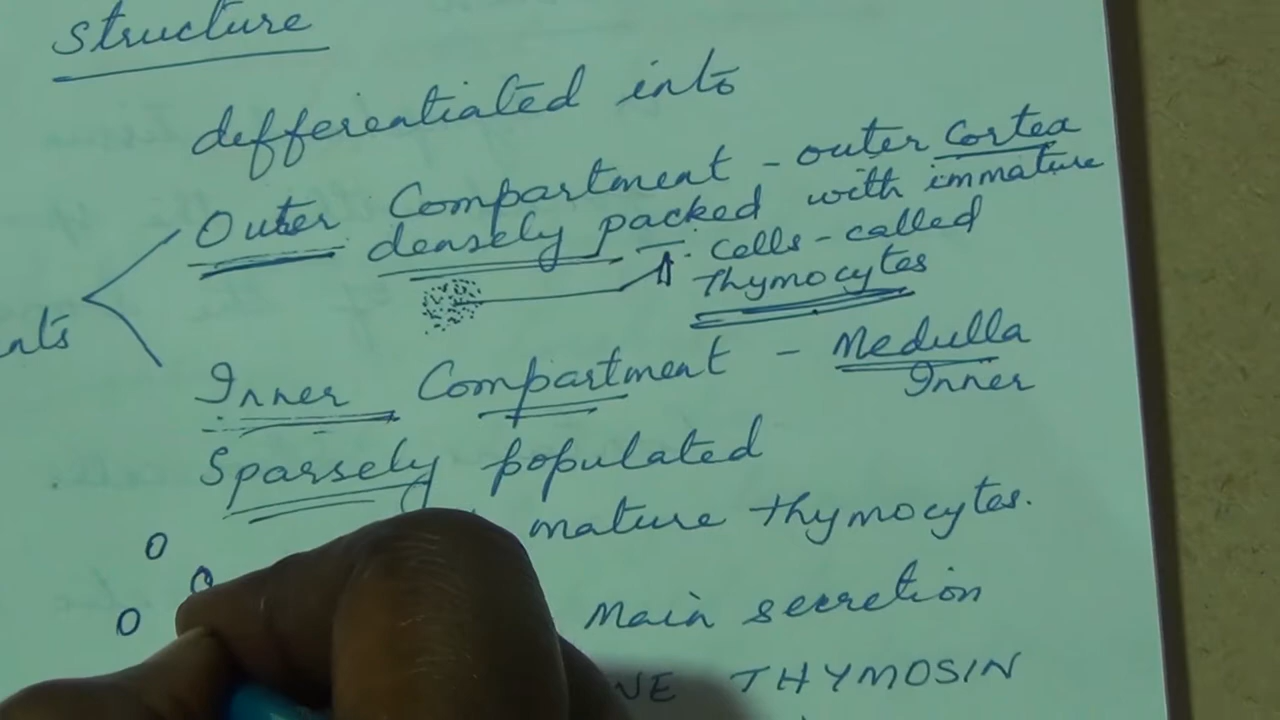 structure
defferentiated into
Outer Compartment - outer Cortex
densely packed with immature
cells - called
Thymocytes
Inner Compartment - Medulla
Inner
Sparsely populated
mature thymocytes.
Main secretion
THYMOSIN